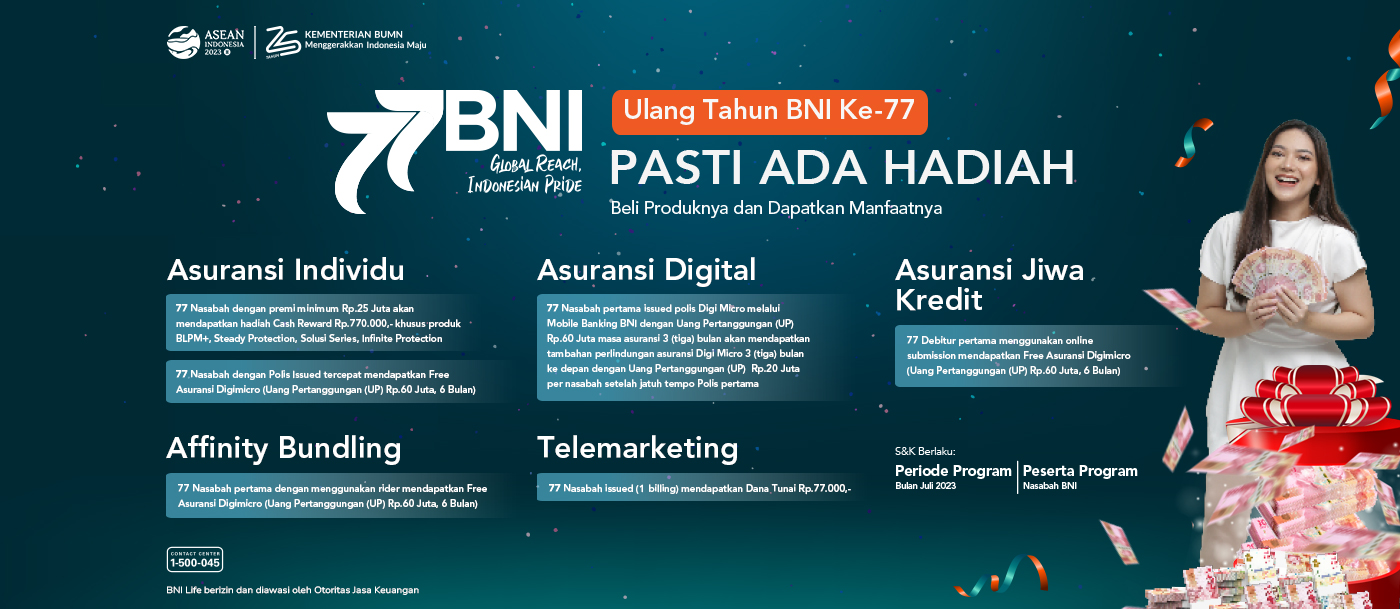 ASEAN
INDONESIA
2023
25
TAHUN
KEMENTERIAN BUMN
Menggerakkan Indonesia Maju
77 BNI
GLOBAL REACH,
INDONESIAN PRIDE
Ulang Tahun BNI Ke-77
PASTI ADA HADIAH
Beli Produknya dan Dapatkan Manfaatnya
Asuransi Individu
77 Nasabah dengan premi minimum Rp.25 Juta akan
mendapatkan hadiah Cash Reward Rp.770.000,- khusus produk
BLPM+, Steady Protection, Solusi Series, Infinite Protection
77 Nasabah dengan Polis Issued tercepat mendapatkan Free
Asuransi Digimicro (Uang Pertanggungan (UP) Rp.60 Juta, 6 Bulan)
Asuransi Digital
77 Nasabah pertama issued polis Digi Micro melalui
Mobile Banking BNI dengan Uang Pertanggungan (UP)
Rp.60 Juta masa asuransi 3 (tiga) bulan akan mendapatkan
tambahan perlindungan asuransi Digi Micro 3 (tiga) bulan
ke depan dengan Uang Pertanggungan (UP) Rp.20 Juta
per nasabah setelah jatuh tempo Polis pertama
Asuransi Jiwa
Kredit
77 Debitur pertama menggunakan online
submission mendapatkan Free Asuransi Digimicro
(Uang Pertanggungan (UP) Rp.60 Juta, 6 Bulan)
Affinity Bundling
77 Nasabah pertama dengan menggunakan rider mendapatkan Free
Asuransi Digimicro (Uang Pertanggungan (UP) Rp.60 Juta, 6 Bulan)
Telemarketing
77 Nasabah issued (1 billing) mendapatkan Dana Tunai Rp.77.000,-
S&K Berlaku:
Periode Program
Bulan Juli 2023
Peserta Program
Nasabah BNI
CONTACT CENTER
1-500-045
BNI Life berizin dan diawasi oleh Otoritas Jasa Keuangan